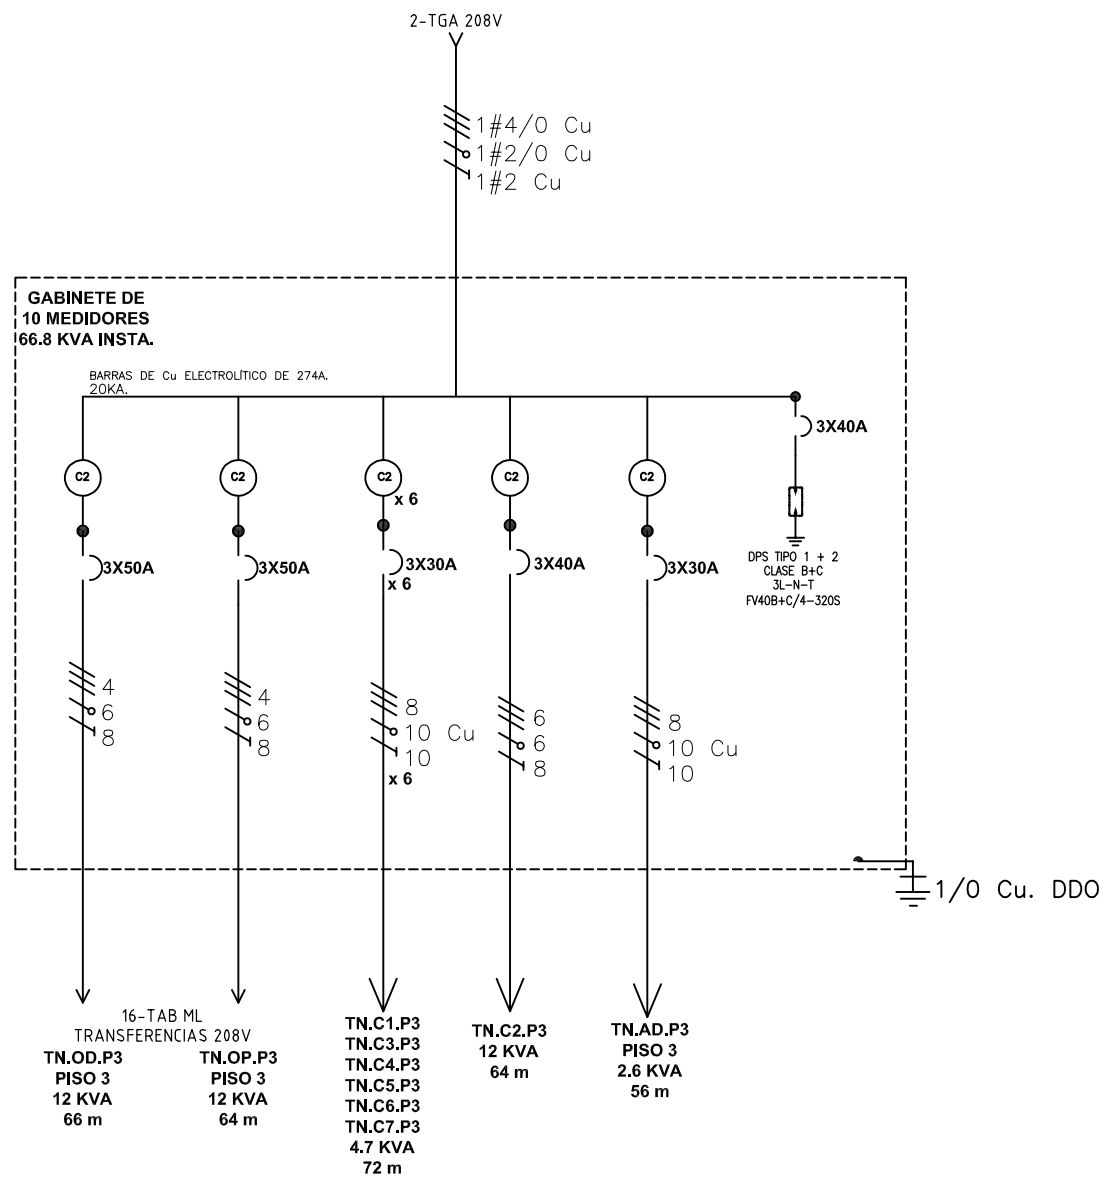 2-TGA 208V
1#4/0 Cu
1#2/0 Cu
1#2 Cu
GABINETE DE
10 MEDIDORES
66.8 KVA INSTA.
BARRAS DE Cu ELECTROLÍTICO DE 274A.
20KA.
3X40A
C2
C2
C2
x 6
C2
C2
3X50A
3X50A
3X30A
x 6
3X40A
3X30A
DPS TIPO 1 + 2
CLASE B+C
3L-N-T
FV40B+C/4-320S
4
6
8
4
6
8
8
10 Cu
10
x 6
6
6
8
8
10 Cu
10
1/0 Cu. DDO
16-TAB ML
TRANSFERENCIAS 208V
TN.OD.P3
PISO 3
12 KVA
66 m
TN.OP.P3
PISO 3
12 KVA
64 m
TN.C1.P3
TN.C3.P3
TN.C4.P3
TN.C5.P3
TN.C6.P3
TN.C7.P3
4.7 KVA
72 m
TN.C2.P3
12 KVA
64 m
TN.AD.P3
PISO 3
2.6 KVA
56 m